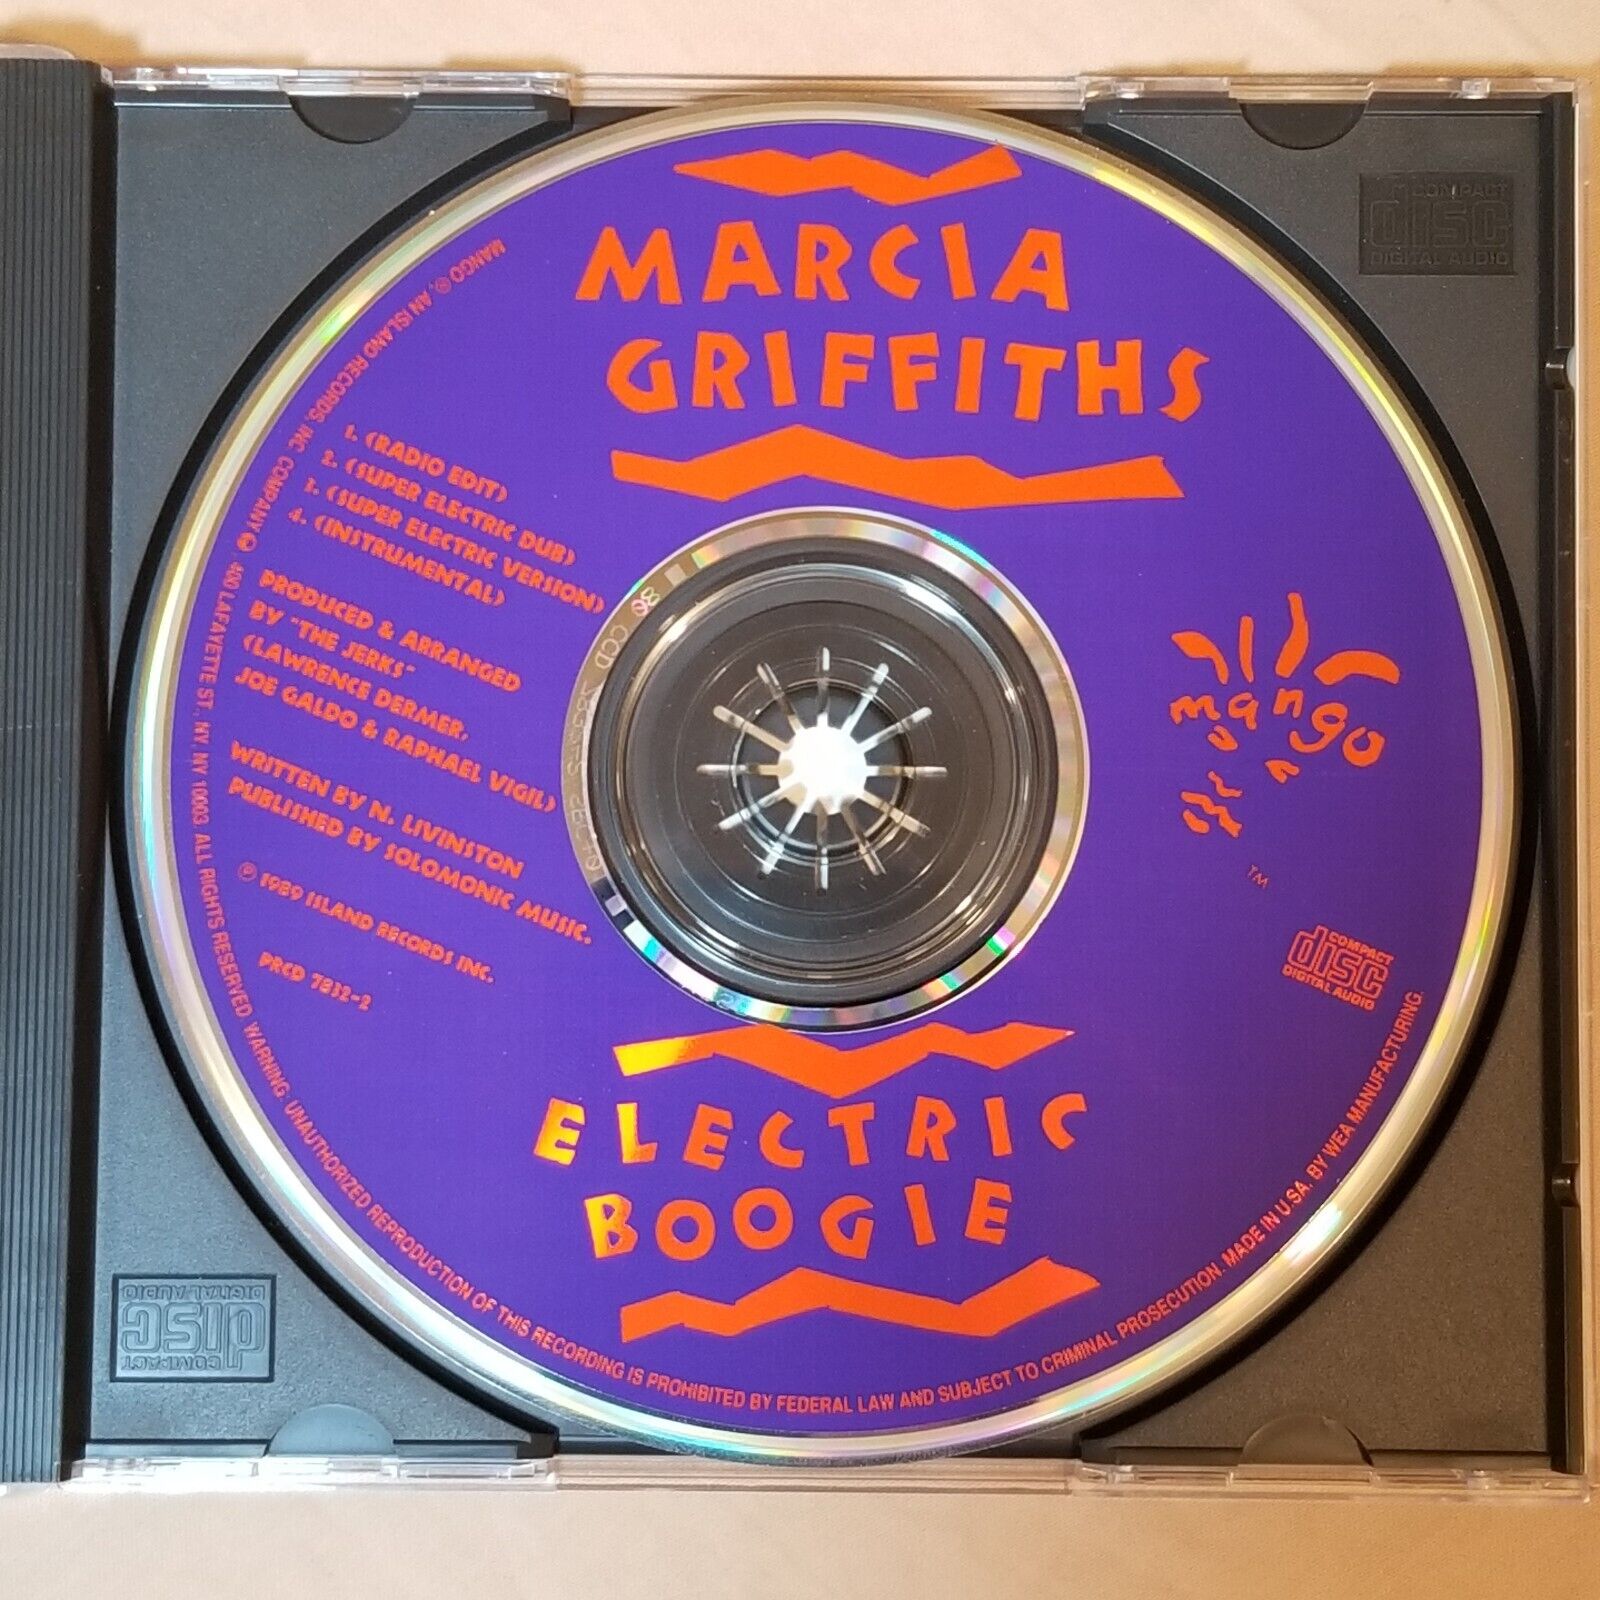 MARCIA
GRIFFITHS
1. (RADIO EDIT)
2. (SUPER ELECTRIC DUB)
3. (SUPER ELECTRIC VERSION)
4. (INSTRUMENTAL)
PRODUCED & ARRANGED
BY "THE JERKS"
(LAWRENCE DERMER,
JOE GALDO & RAPHAEL VIGIL)
WRITTEN BY N. LIVINSTON
PUBLISHED BY SOLOMONIC MUSIC.
℗ 1989 ISLAND RECORDS INC.
PRCD 7832-2
mango
TM
COMPACT
disc
DIGITAL AUDIO
ELECTRIC
BOOGIE
MANGO ®, AN ISLAND RECORDS, INC. COMPANY ℗, 400 LAFAYETTE ST., NY, NY 10003. ALL RIGHTS RESERVED. WARNING: UNAUTHORIZED REPRODUCTION OF THIS RECORDING IS PROHIBITED BY FEDERAL LAW AND SUBJECT TO CRIMINAL PROSECUTION. MADE IN U.S.A. BY WEA MANUFACTURING.
COMPACT
disc
DIGITAL AUDIO
COMPACT
disc
DIGITAL AUDIO